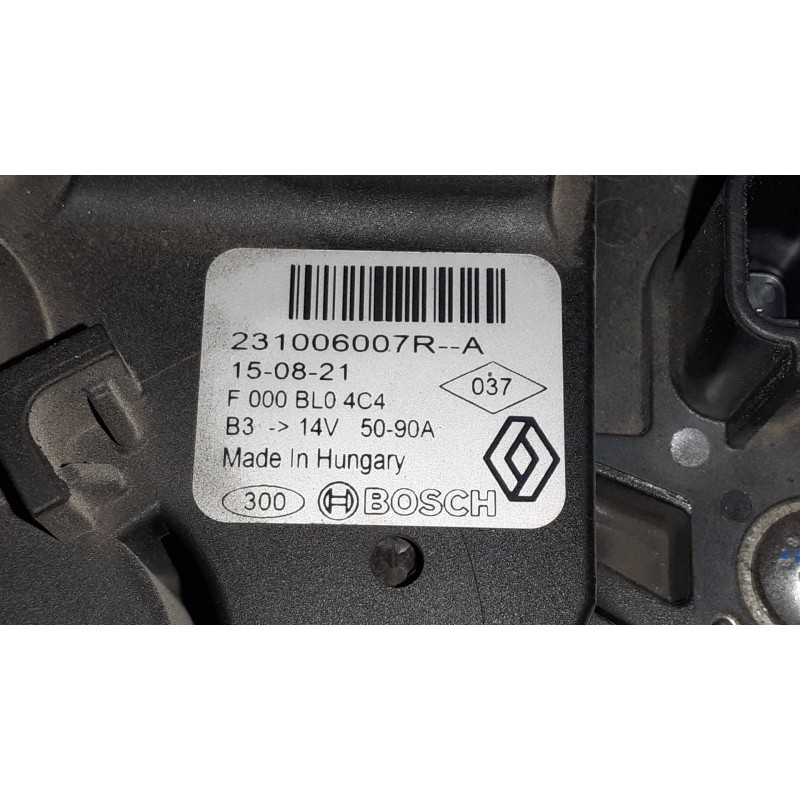 231006007R--A
15-08-21
037
F 000 BL0 4C4
B3 -> 14V 50-90A
Made In Hungary
300 BOSCH